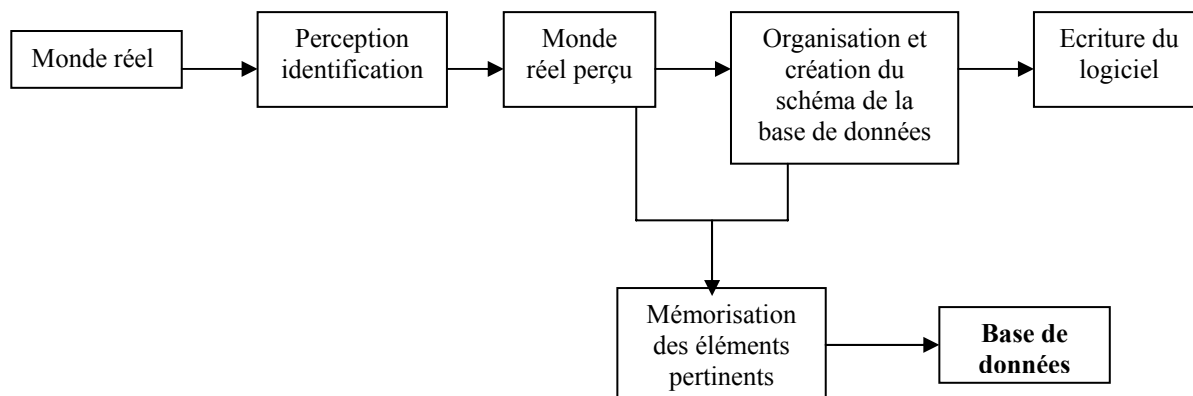 Monde réel
Perception
identification
Monde
réel perçu
Organisation et
création du
schéma de la
base de données
Ecriture du
logiciel
Mémorisation
des éléments
pertinents
Base de
données